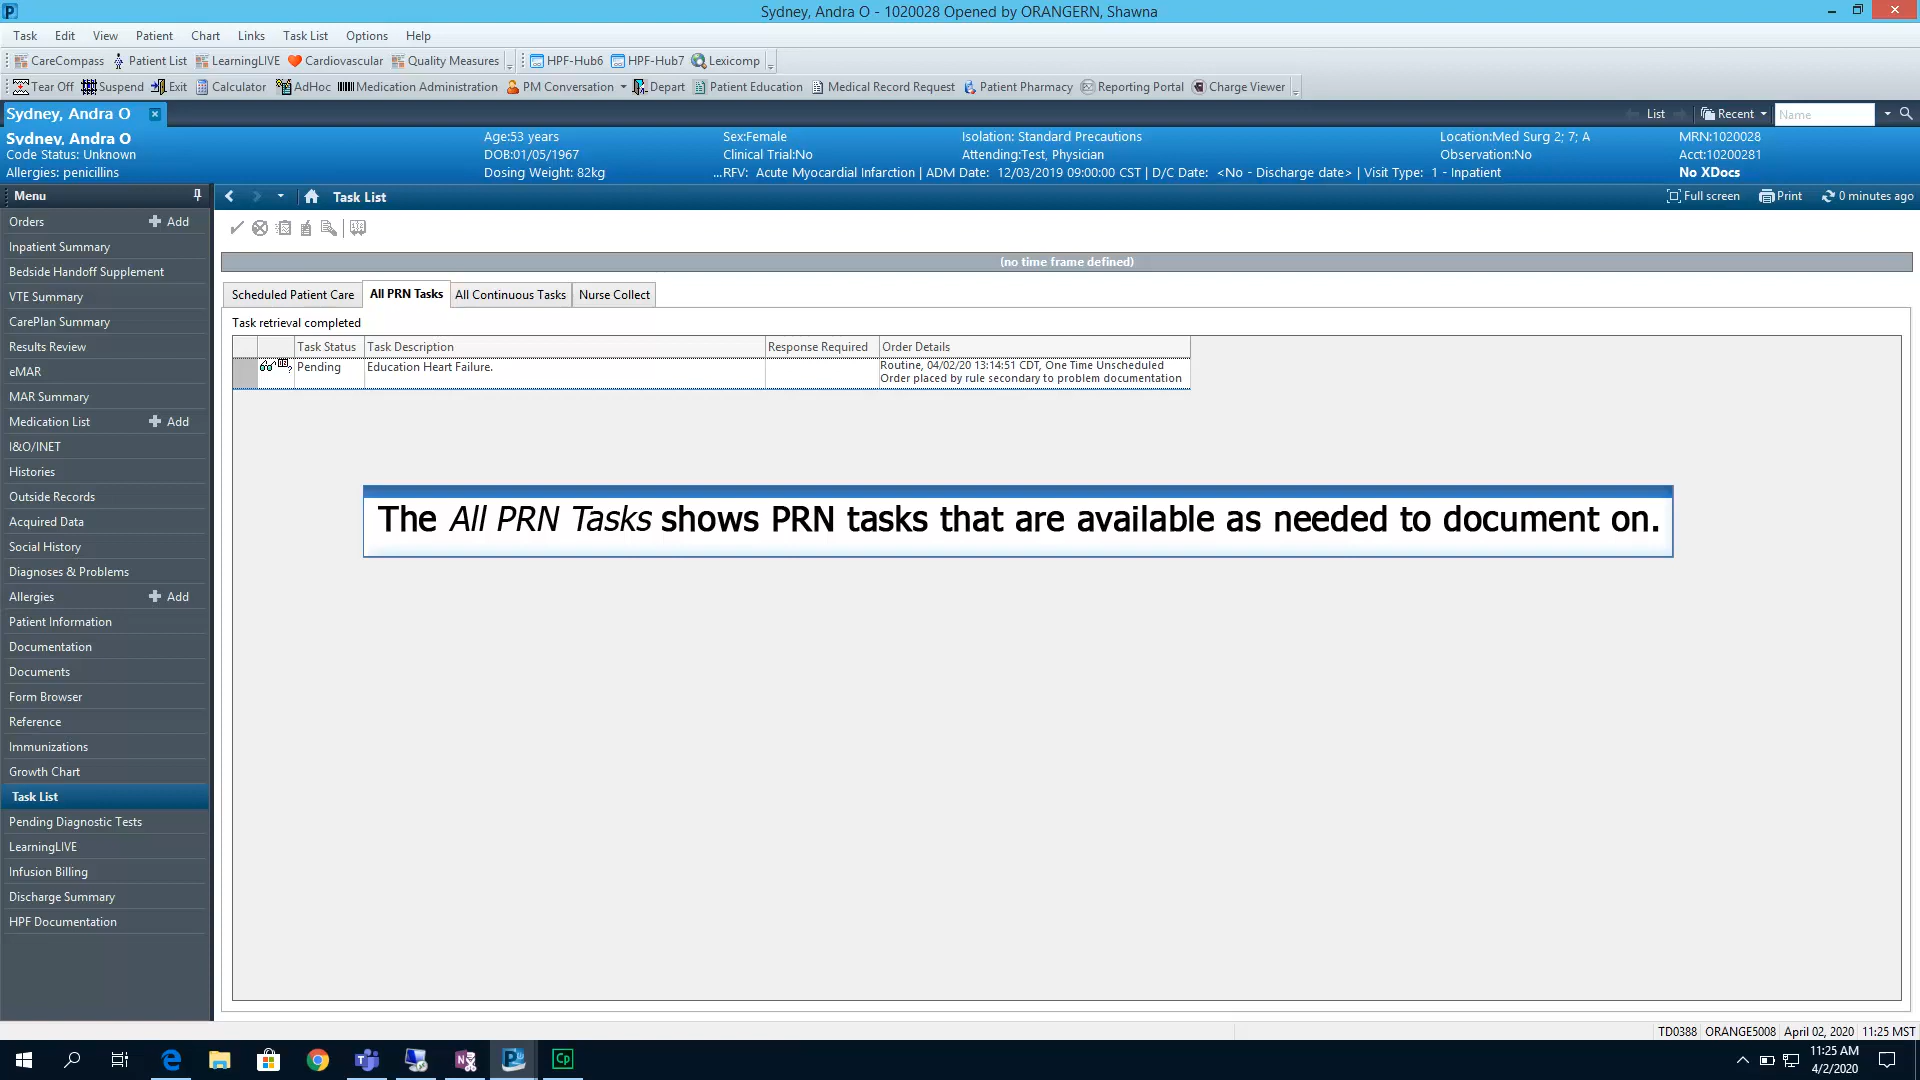 Sydney, Andra O - 1020028 Opened by ORANGERN, Shawna
Task Edit View Patient Chart Links Task List Options Help
CareCompass Patient List LearningLIVE Cardiovascular Quality Measures HPF-Hub6 HPF-Hub7 Lexicomp
Tear Off Suspend Exit Calculator AdHoc Medication Administration PM Conversation Depart Patient Education Medical Record Request Patient Pharmacy Reporting Portal Charge Viewer
Sydney, Andra O List Recent Name
Sydney, Andra O Age:53 years Sex:Female Isolation: Standard Precautions Location:Med Surg 2; 7; A MRN:1020028
Code Status: Unknown DOB:01/05/1967 Clinical Trial:No Attending:Test, Physician Observation:No Acct:10200281
Allergies: penicillins Dosing Weight: 82kg ...RFV: Acute Myocardial Infarction | ADM Date: 12/03/2019 09:00:00 CST | D/C Date: <No - Discharge date> | Visit Type: 1 - Inpatient No XDocs
Menu Task List Full screen Print 0 minutes ago
Orders Add
Inpatient Summary
Bedside Handoff Supplement
VTE Summary
CarePlan Summary
Results Review
eMAR
MAR Summary
Medication List Add
I&O/INET
Histories
Outside Records
Acquired Data
Social History
Diagnoses & Problems
Allergies Add
Patient Information
Documentation
Documents
Form Browser
Reference
Immunizations
Growth Chart
Task List
Pending Diagnostic Tests
LearningLIVE
Infusion Billing
Discharge Summary
HPF Documentation
(no time frame defined)
Scheduled Patient Care All PRN Tasks All Continuous Tasks Nurse Collect
Task retrieval completed
Task Status Task Description Response Required Order Details
Pending Education Heart Failure. Routine, 04/02/20 13:14:51 CDT, One Time Unscheduled
Order placed by rule secondary to problem documentation
The All PRN Tasks shows PRN tasks that are available as needed to document on.
TD0388 ORANGE5008 April 02, 2020 11:25 MST
11:25 AM
4/2/2020